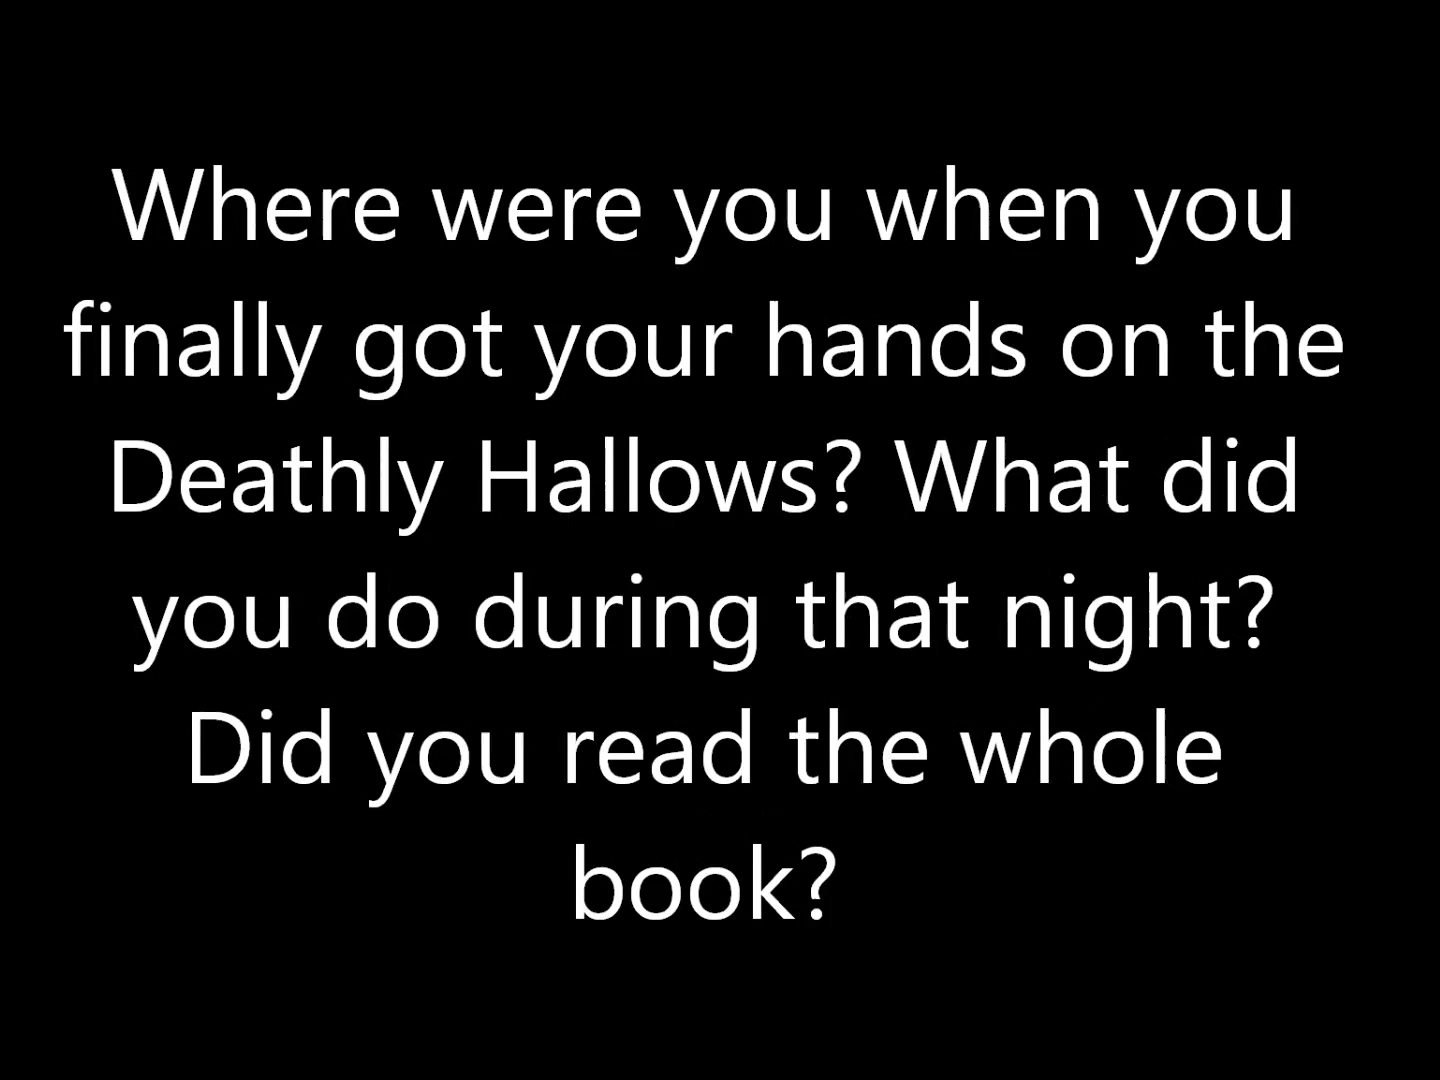 Where were you when you
finally got your hands on the
Deathly Hallows? What did
you do during that night?
Did you read the whole
book?